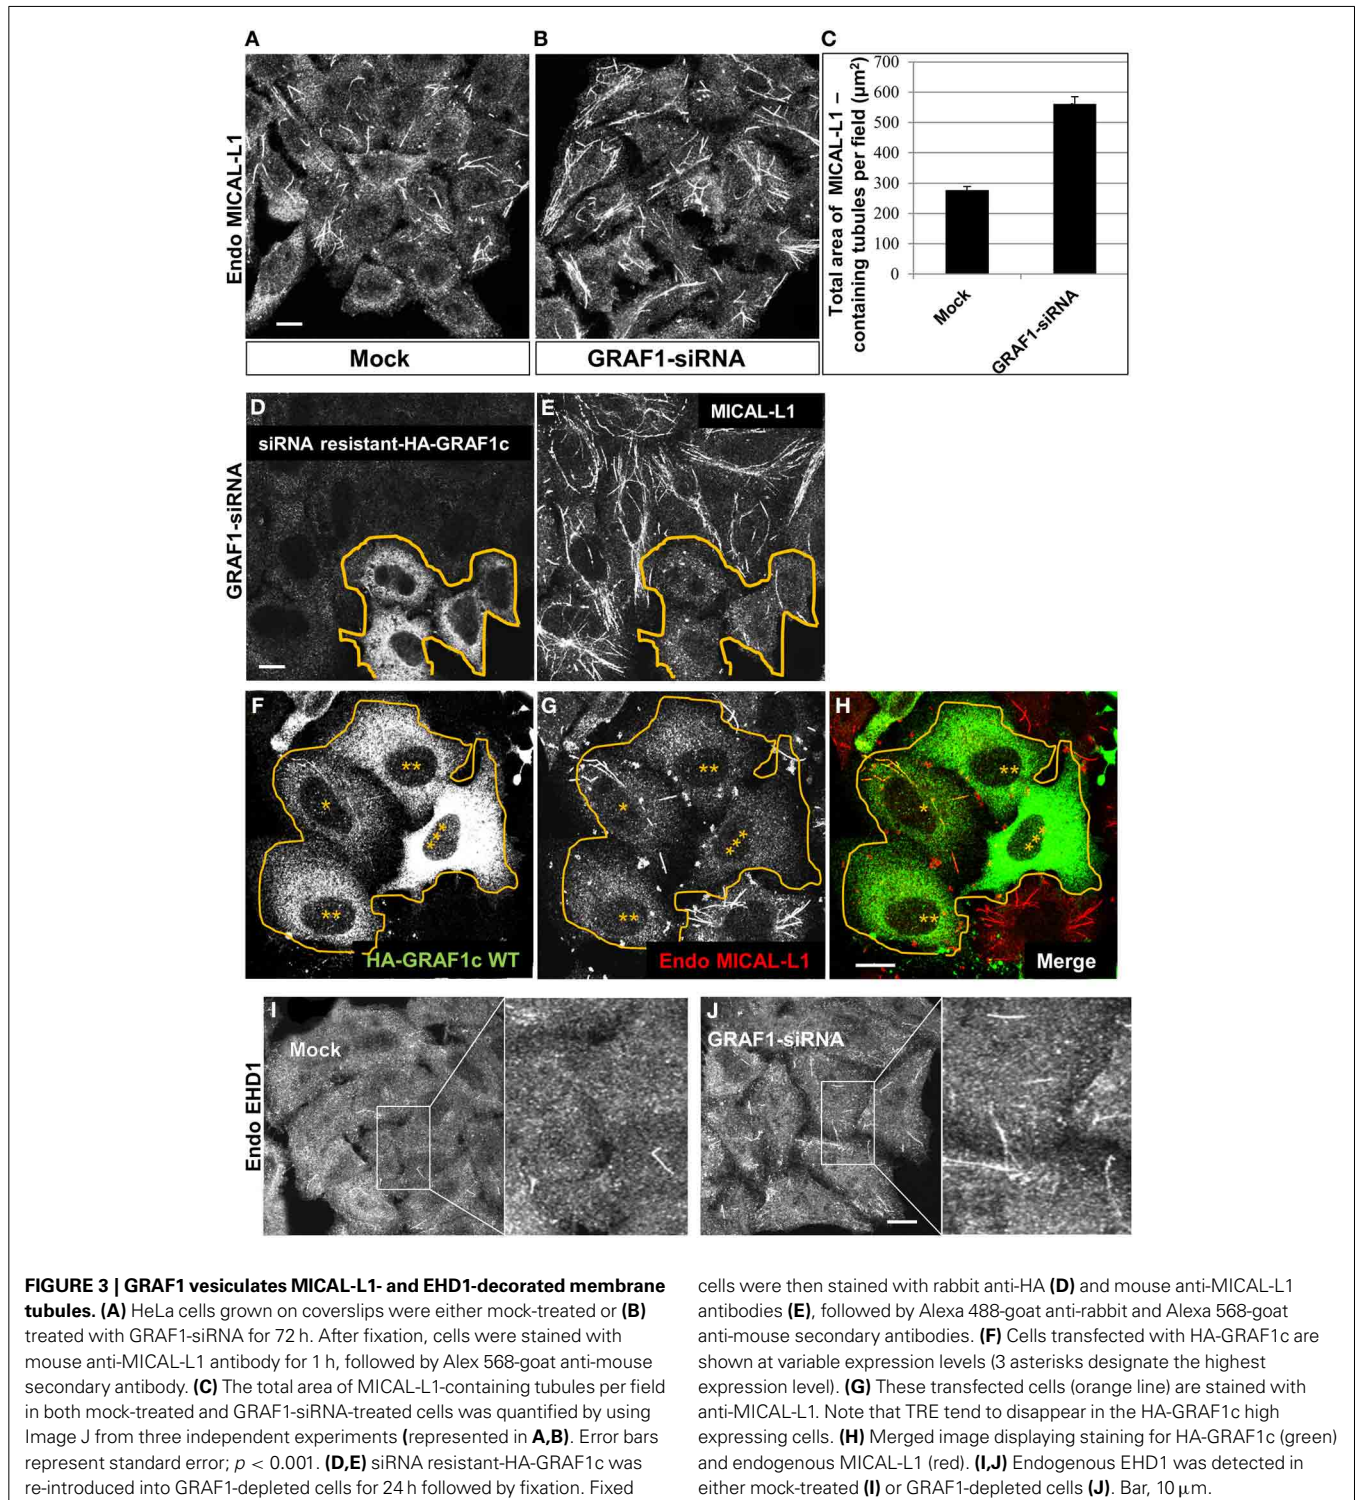 A
B
C
Endo MICAL-L1
Mock
GRAF1-siRNA
Total area of MICAL-L1 –
containing tubules per field (µm²)
700
600
500
400
300
200
100
0
Mock
GRAF1-siRNA
GRAF1-siRNA
D
siRNA resistant-HA-GRAF1c
E
MICAL-L1
F
**
*
***
**
HA-GRAF1c WT
G
**
*
***
**
Endo MICAL-L1
H
**
*
***
**
Merge
Endo EHD1
I
Mock
J
GRAF1-siRNA
FIGURE 3 | GRAF1 vesiculates MICAL-L1- and EHD1-decorated membrane
tubules. (A) HeLa cells grown on coverslips were either mock-treated or (B)
treated with GRAF1-siRNA for 72 h. After fixation, cells were stained with
mouse anti-MICAL-L1 antibody for 1 h, followed by Alex 568-goat anti-mouse
secondary antibody. (C) The total area of MICAL-L1-containing tubules per field
in both mock-treated and GRAF1-siRNA-treated cells was quantified by using
Image J from three independent experiments (represented in A,B). Error bars
represent standard error; p < 0.001. (D,E) siRNA resistant-HA-GRAF1c was
re-introduced into GRAF1-depleted cells for 24 h followed by fixation. Fixed
cells were then stained with rabbit anti-HA (D) and mouse anti-MICAL-L1
antibodies (E), followed by Alexa 488-goat anti-rabbit and Alexa 568-goat
anti-mouse secondary antibodies. (F) Cells transfected with HA-GRAF1c are
shown at variable expression levels (3 asterisks designate the highest
expression level). (G) These transfected cells (orange line) are stained with
anti-MICAL-L1. Note that TRE tend to disappear in the HA-GRAF1c high
expressing cells. (H) Merged image displaying staining for HA-GRAF1c (green)
and endogenous MICAL-L1 (red). (I,J) Endogenous EHD1 was detected in
either mock-treated (I) or GRAF1-depleted cells (J). Bar, 10 µm.